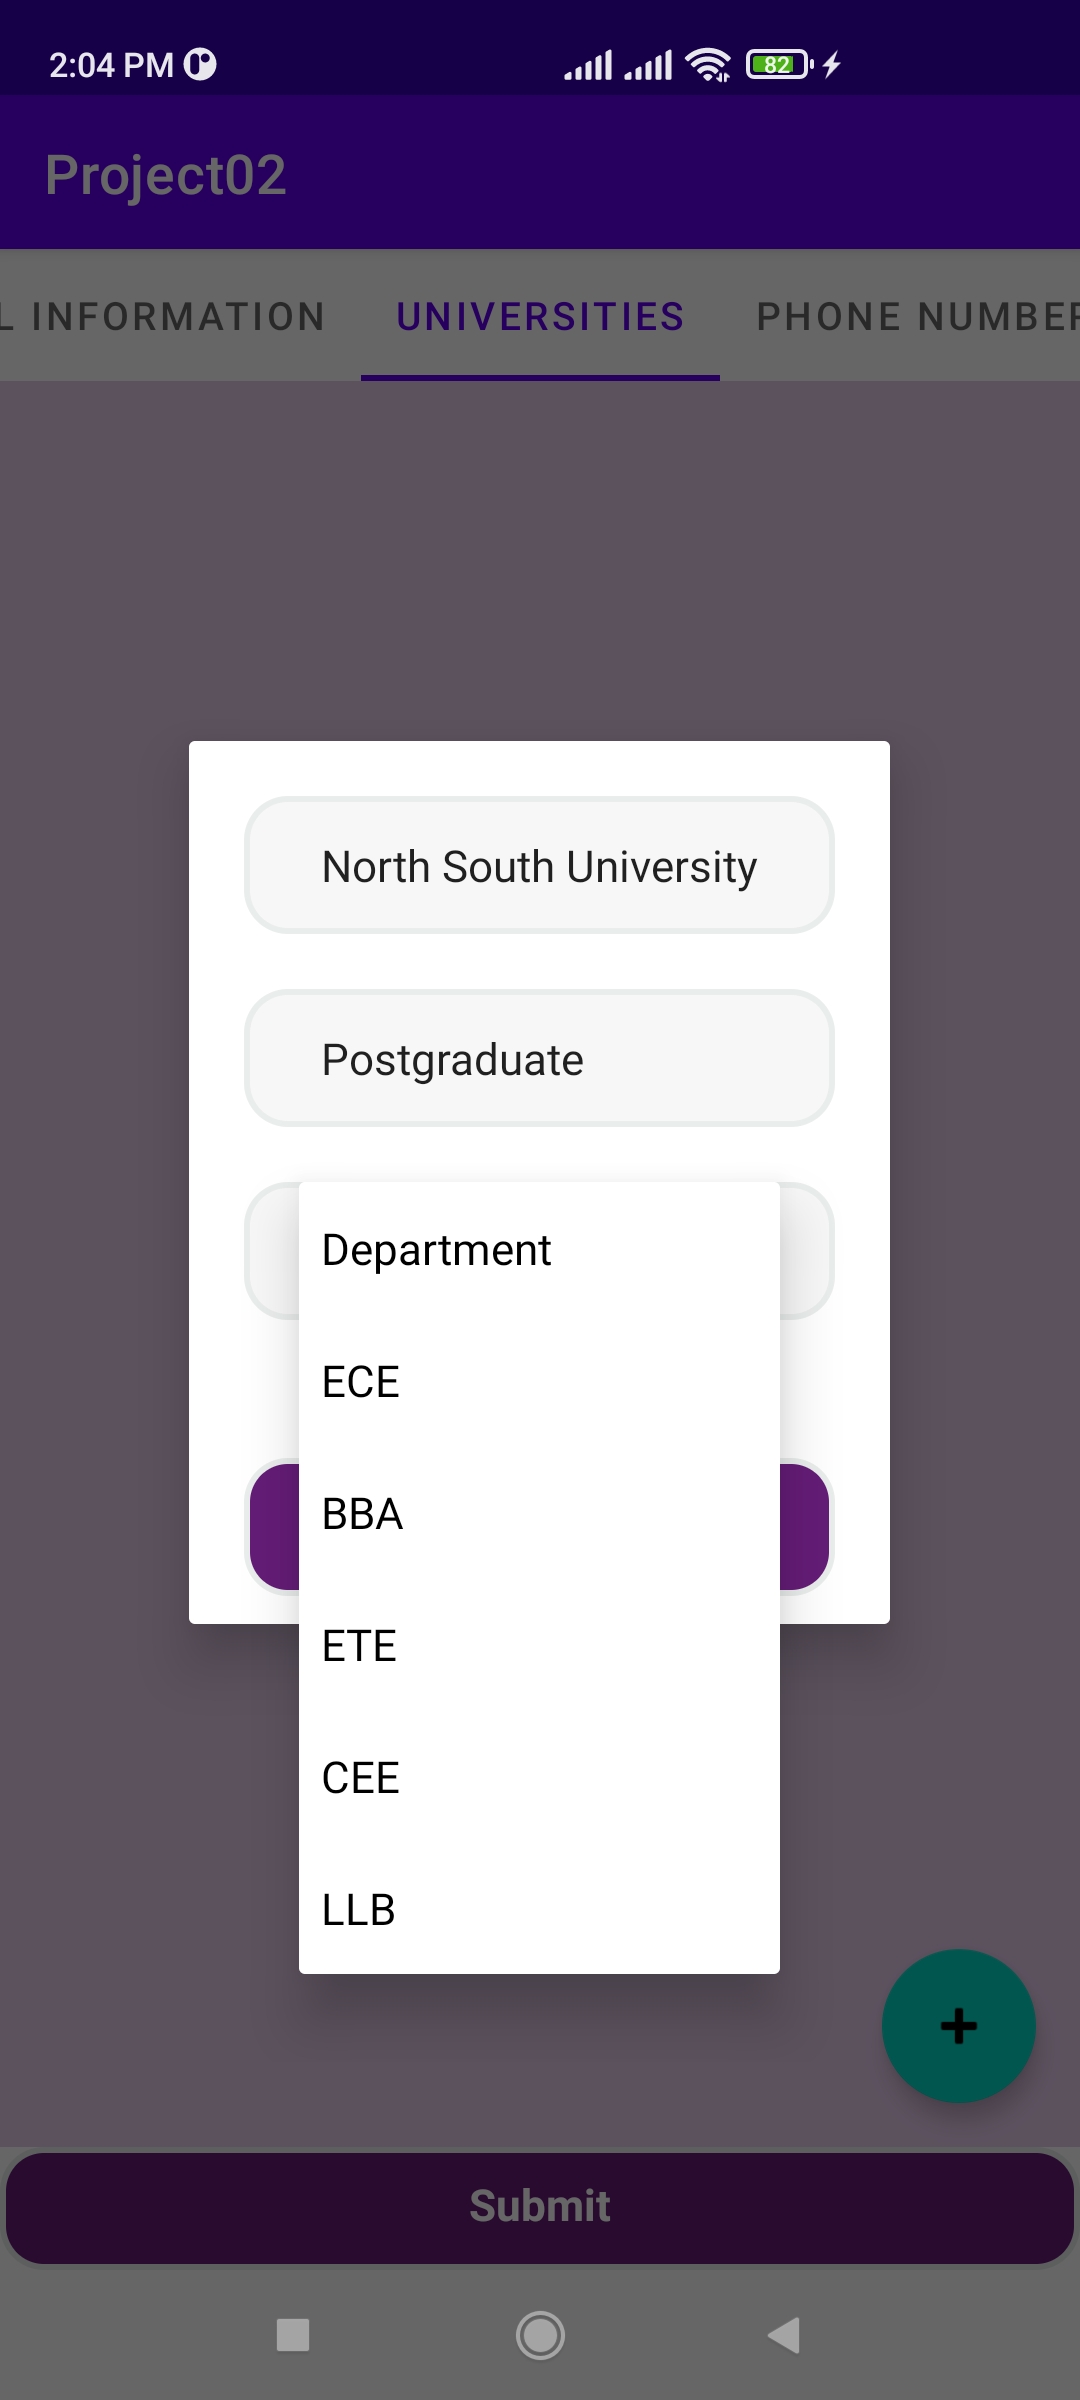 2:04 PM
82
Project02
L INFORMATION
UNIVERSITIES
PHONE NUMBER
North South University
Postgraduate
Department
ECE
BBA
ETE
CEE
LLB
+
Submit